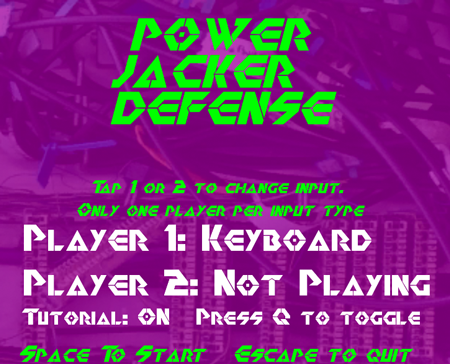 Power
Jacker
Defense
Tap 1 or 2 to change input.
Only one player per input type
Player 1: Keyboard
Player 2: Not Playing
Tutorial: ON Press Q to toggle
Space To Start Escape to quit